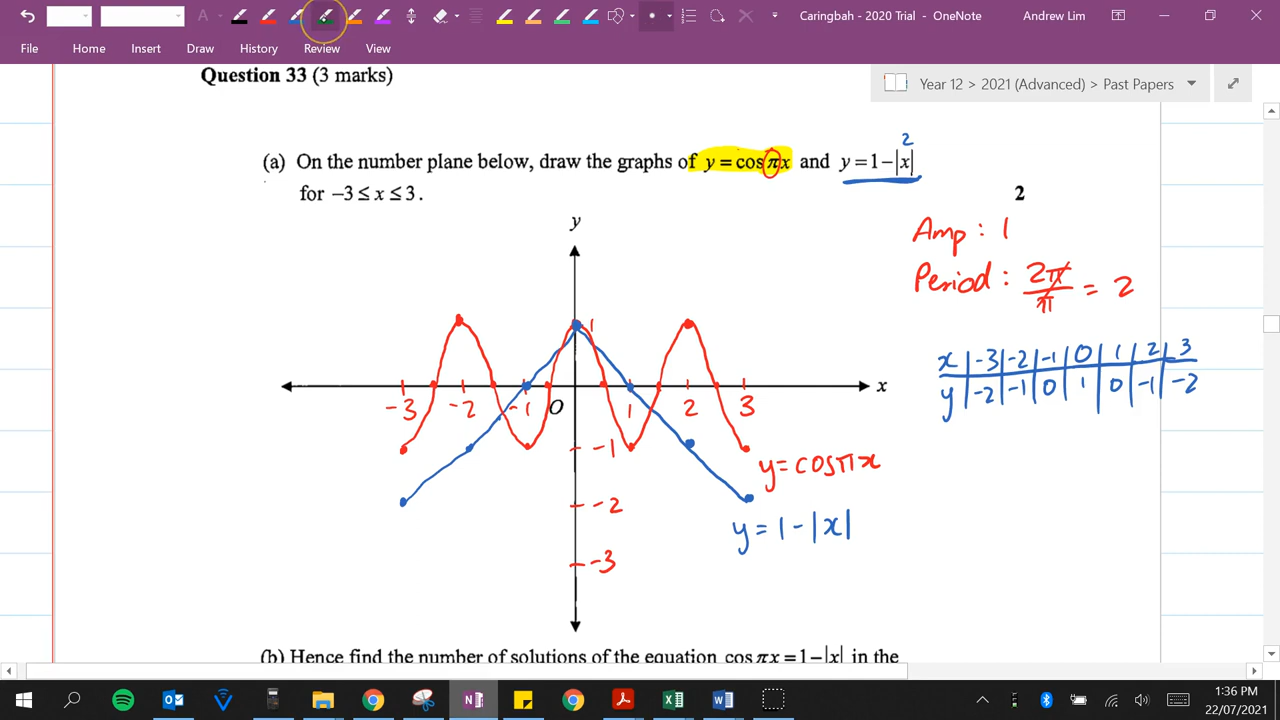 Caringbah - 2020 Trial - OneNote
Andrew Lim
File Home Insert Draw History Review View
Year 12 > 2021 (Advanced) > Past Papers
Question 33 (3 marks)
(a) On the number plane below, draw the graphs of y = cos πx and y = 1 − |x|
2
for −3 ≤ x ≤ 3.
2
Amp : 1
Period : 2π/π = 2
x | -3 | -2 | -1 | 0 | 1 | 2 | 3
y | -2 | -1 | 0 | 1 | 0 | -1 | -2
y
1
x
-3 -2 -1 O 1 2 3
-1
-2
-3
y = cosπx
y = 1 - |x|
(b) Hence find the number of solutions of the equation cos πx = 1 − |x| in the
1:36 PM
22/07/2021